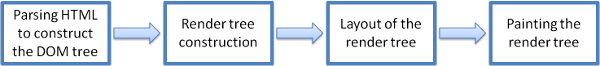 Parsing HTML
to construct
the DOM tree
Render tree
construction
Layout of the
render tree
Painting the
render tree